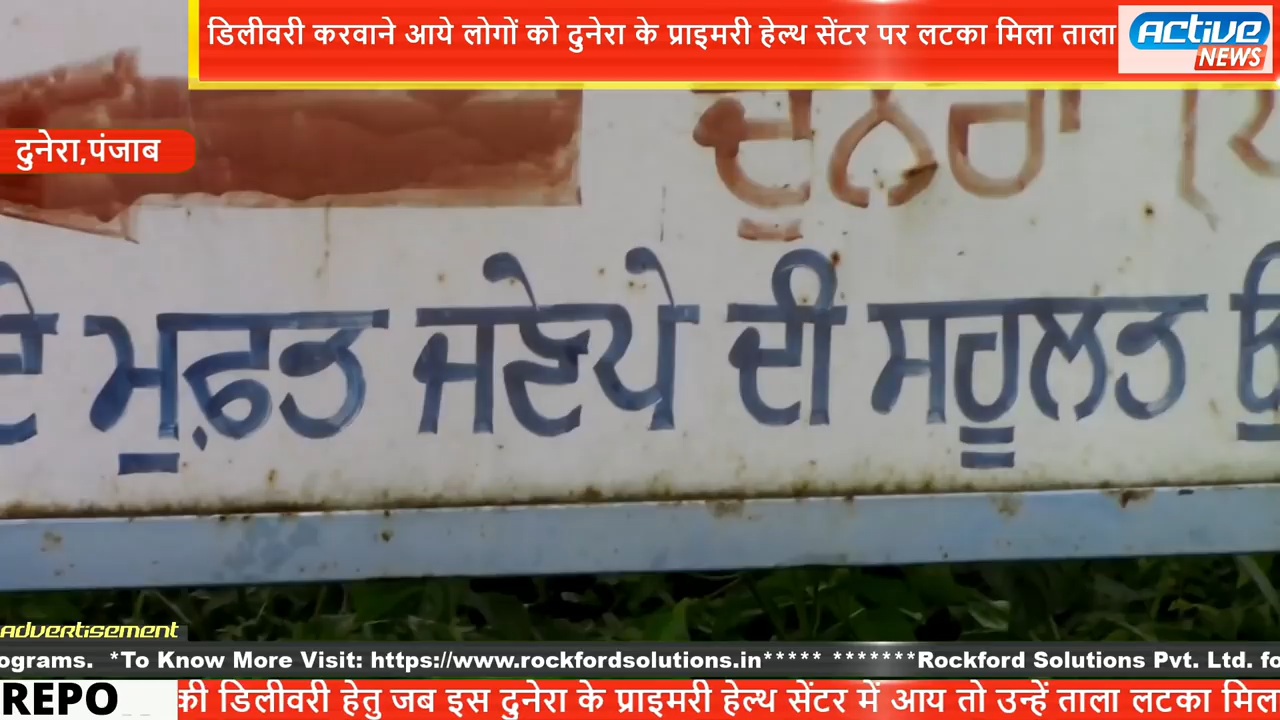 डिलीवरी करवाने आये लोगों को दुनेरा के प्राइमरी हेल्थ सेंटर पर लटका मिला ताला
ACTIVE
NEWS
दुनेरा,पंजाब
ਦੁਨੇਰਾ
ਦੇ ਮੁਫ਼ਤ ਜਣੇਪੇ ਦੀ ਸਹੂਲਤ
advertisement
ograms. *To Know More Visit: https://www.rockfordsolutions.in***** *******Rockford Solutions Pvt. Ltd. fo
REPO
की डिलीवरी हेतु जब इस दुनेरा के प्राइमरी हेल्थ सेंटर में आय तो उन्हें ताला लटका मिल